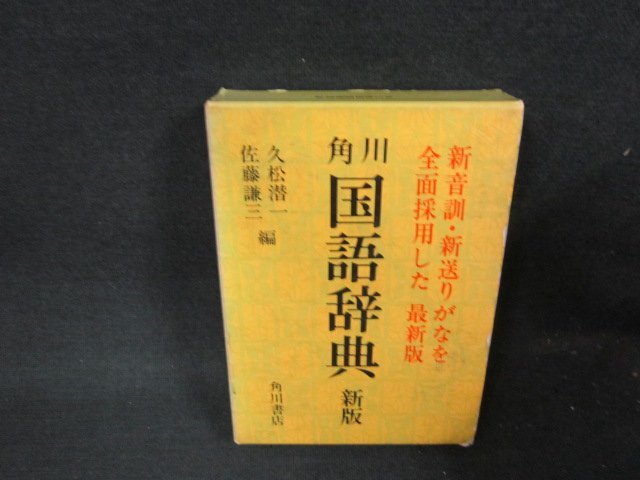 新音訓・新送りがなを
全面採用した 最新版
角川
国語辞典 新版
久松潜一
佐藤謙三 編
角川書店